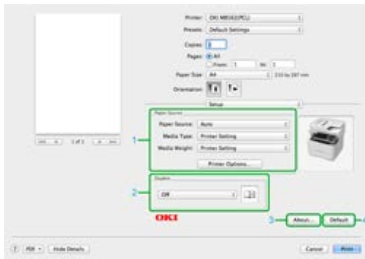 Printer: OKI MB562(PCL)
Presets: Default Settings
Copies: 1
Pages: All
From: 1 to: 1
Paper Size: A4 210 by 297 mm
Orientation:
Setup
Paper Source
Paper Source: Auto
Media Type: Printer Setting
Media Weight: Printer Setting
Printer Options...
1
1 of 1
Duplex
2
Off
OKI
3 About... Default 4
? PDF Hide Details Cancel Print